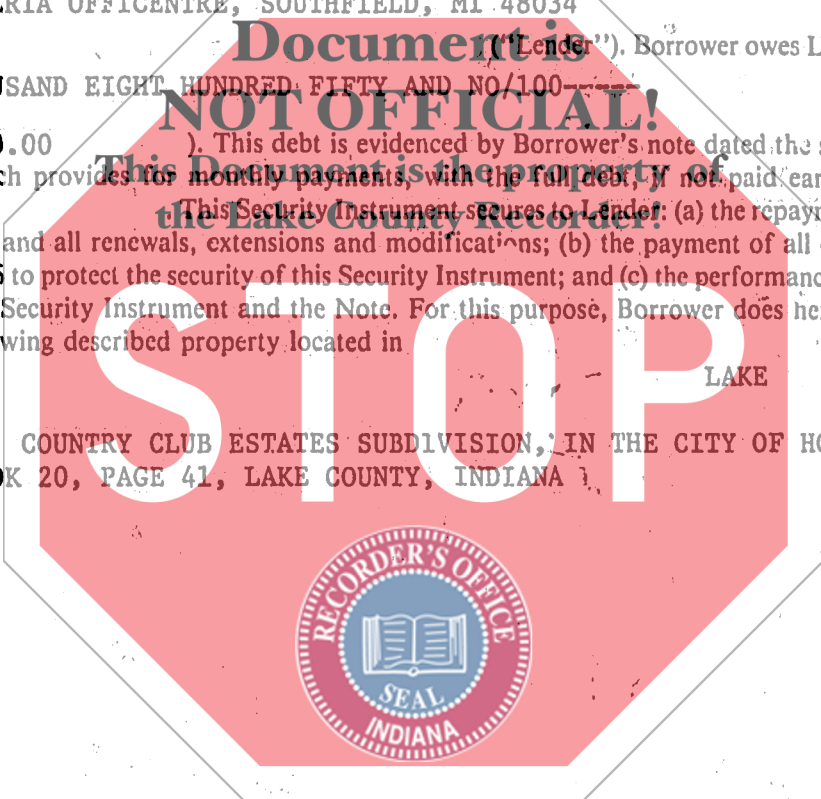 RIA OFFICENTRE, SOUTHFIELD, MI 48034
Document is
("Lender"). Borrower owes L
USAND EIGHT HUNDRED FIFTY AND NO/100-----
NOT OFFICIAL!
.00 ). This debt is evidenced by Borrower's note dated the s
This Document is the property of
ch provides for monthly payments, with the full debt, if not paid ear
the Lake County Recorder!
This Security Instrument secures to Lender: (a) the repaym
and all renewals, extensions and modifications; (b) the payment of all
to protect the security of this Security Instrument; and (c) the performanc
Security Instrument and the Note. For this purpose, Borrower does he
wing described property located in
LAKE
STOP
COUNTRY CLUB ESTATES SUBDIVISION, IN THE CITY OF HO
K 20, PAGE 41, LAKE COUNTY, INDIANA
RECORDER'S OFFICE
SEAL
INDIANA